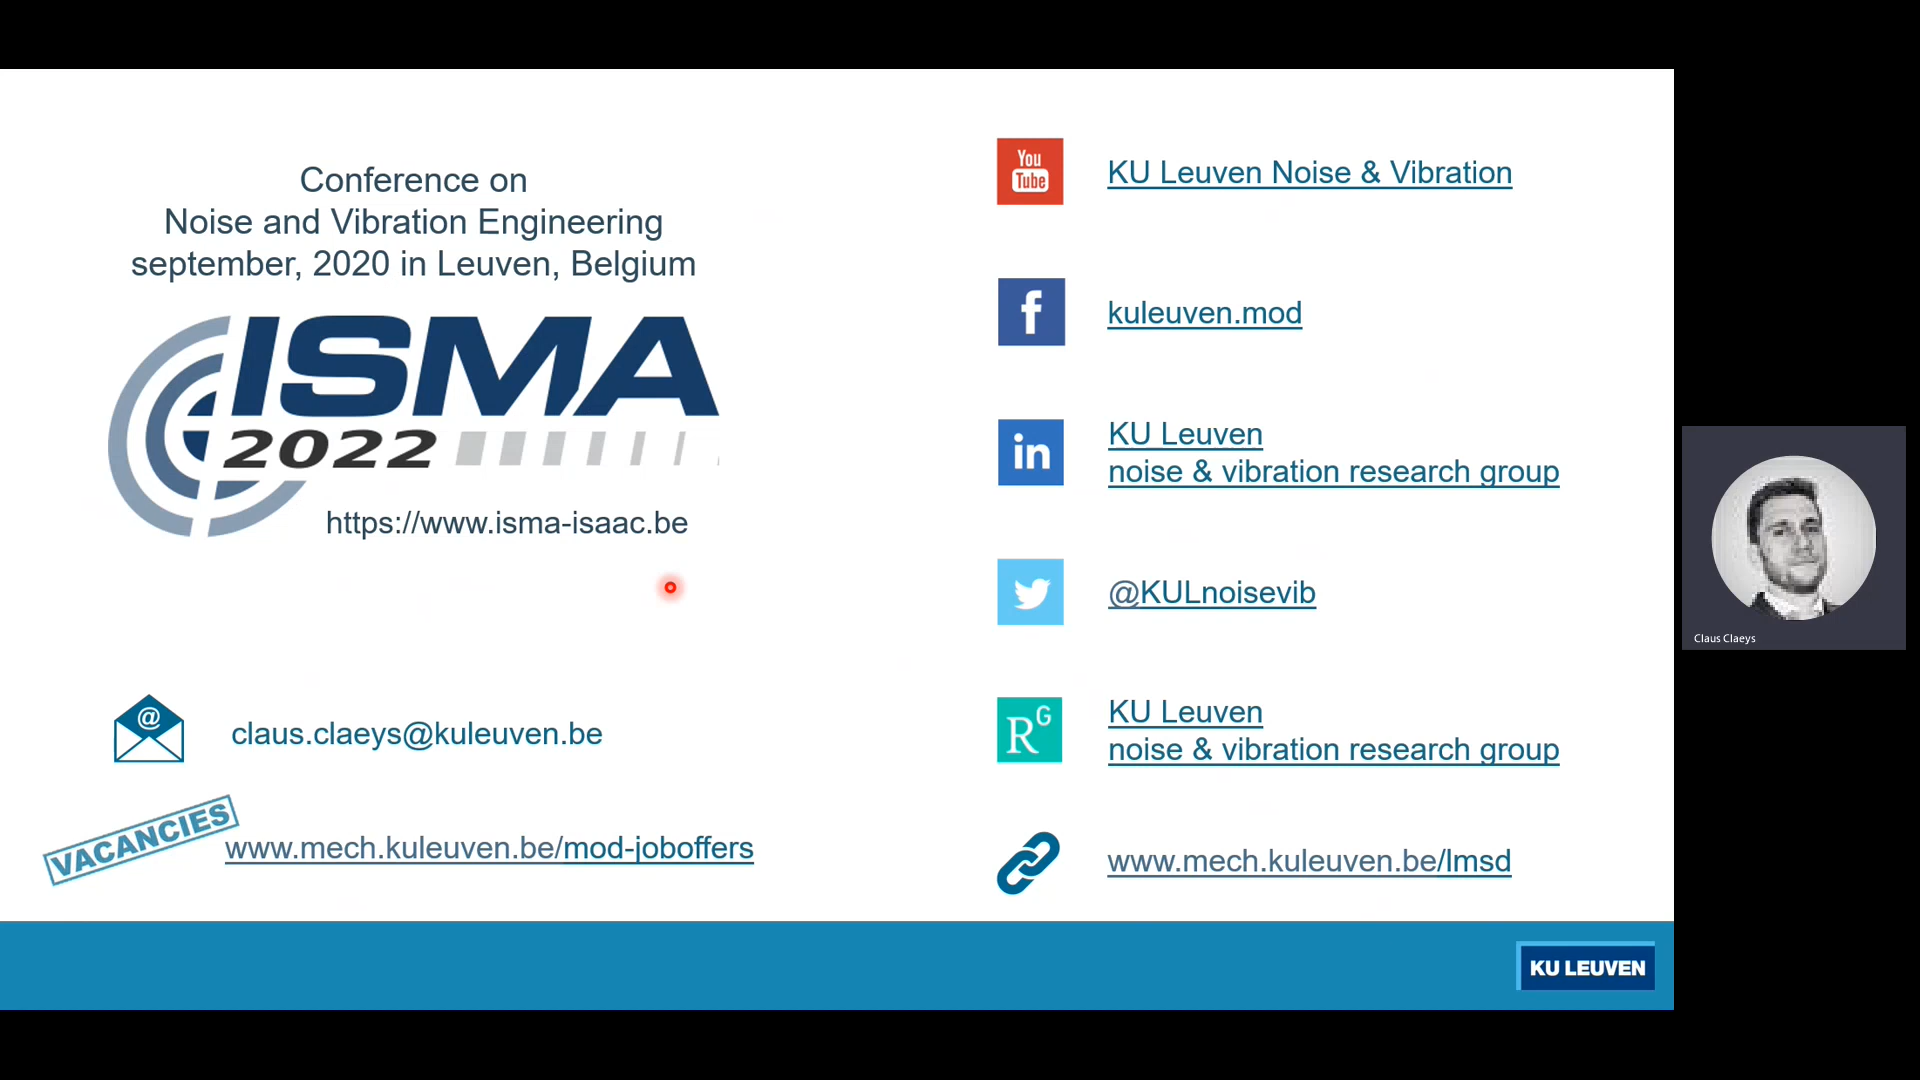 Conference on
Noise and Vibration Engineering
september, 2020 in Leuven, Belgium
ISMA
2022
https://www.isma-isaac.be
@
claus.claeys@kuleuven.be
VACANCIES
www.mech.kuleuven.be/mod-joboffers
You
Tube
KU Leuven Noise & Vibration
f
kuleuven.mod
in
KU Leuven
noise & vibration research group
@KULnoisevib
RG
KU Leuven
noise & vibration research group
www.mech.kuleuven.be/lmsd
KU LEUVEN
Claus Claeys